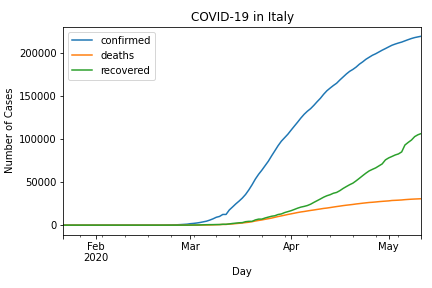 COVID-19 in Italy
confirmed
deaths
recovered
Number of Cases
200000
150000
100000
50000
0
Feb
2020
Mar
Apr
May
Day